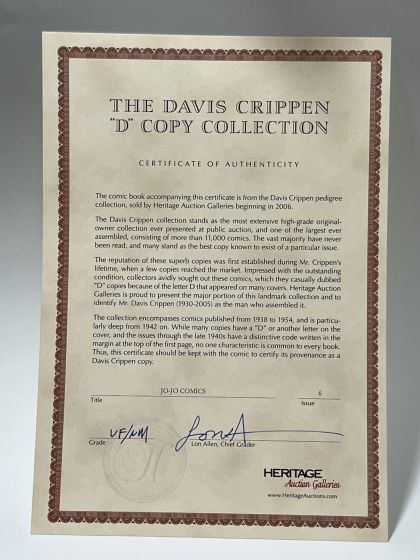 THE DAVIS CRIPPEN
"D" COPY COLLECTION
CERTIFICATE OF AUTHENTICITY
The comic book accompanying this certificate is from the Davis Crippen pedigree
collection, sold by Heritage Auction Galleries beginning in 2006.
The Davis Crippen collection stands as the most extensive high-grade original-
owner collection ever presented at public auction, and one of the largest ever
assembled, consisting of more than 11,000 comics. The vast majority have never
been read, and many stand as the best copy known to exist of a particular issue.
The reputation of these superb copies was first established during Mr. Crippen's
lifetime, when a few copies reached the market. Impressed with the outstanding
condition, collectors avidly sought out these comics, which they casually dubbed
"D" copies because of the letter D that appeared on many covers. Heritage Auction
Galleries is proud to present the major portion of this landmark collection and to
identify Mr. Davis Crippen (1930-2005) as the man who assembled it.
The collection encompasses comics published from 1938 to 1954, and is particu-
larly deep from 1942 on. While many copies have a "D" or another letter on the
cover, and the issues through the late 1940s have a distinctive code written in the
margin at the top of the first page, no one characteristic is common to every book.
Thus, this certificate should be kept with the comic to certify its provenance as a
Davis Crippen copy.
JO-JO COMICS 6
Title Issue
VF/NM
Grade Lon Allen, Chief Grader
HERITAGE
Auction Galleries
www.HeritageAuctions.com